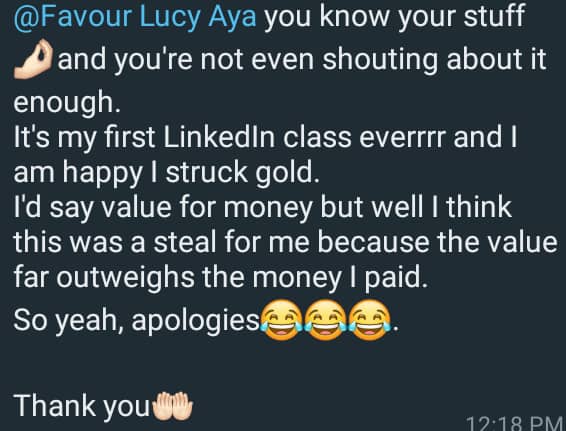 @Favour Lucy Aya you know your stuff
👌🏻and you're not even shouting about it
enough.
It's my first LinkedIn class everrrr and I
am happy I struck gold.
I'd say value for money but well I think
this was a steal for me because the value
far outweighs the money I paid.
So yeah, apologies😂😂😂.
Thank you🤲🏻
12:18 PM